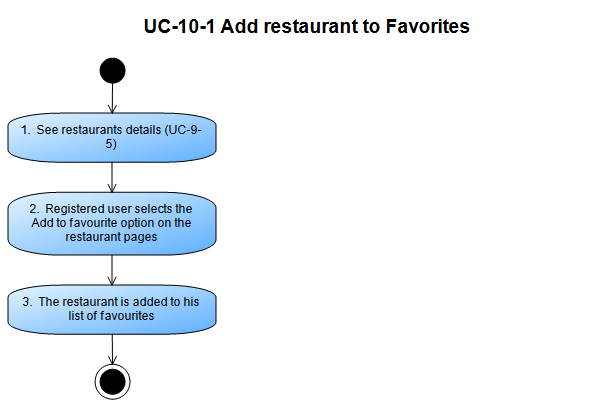 UC-10-1 Add restaurant to Favorites
1. See restaurants details (UC-9-
5)
2. Registered user selects the
Add to favourite option on the
restaurant pages
3. The restaurant is added to his
list of favourites